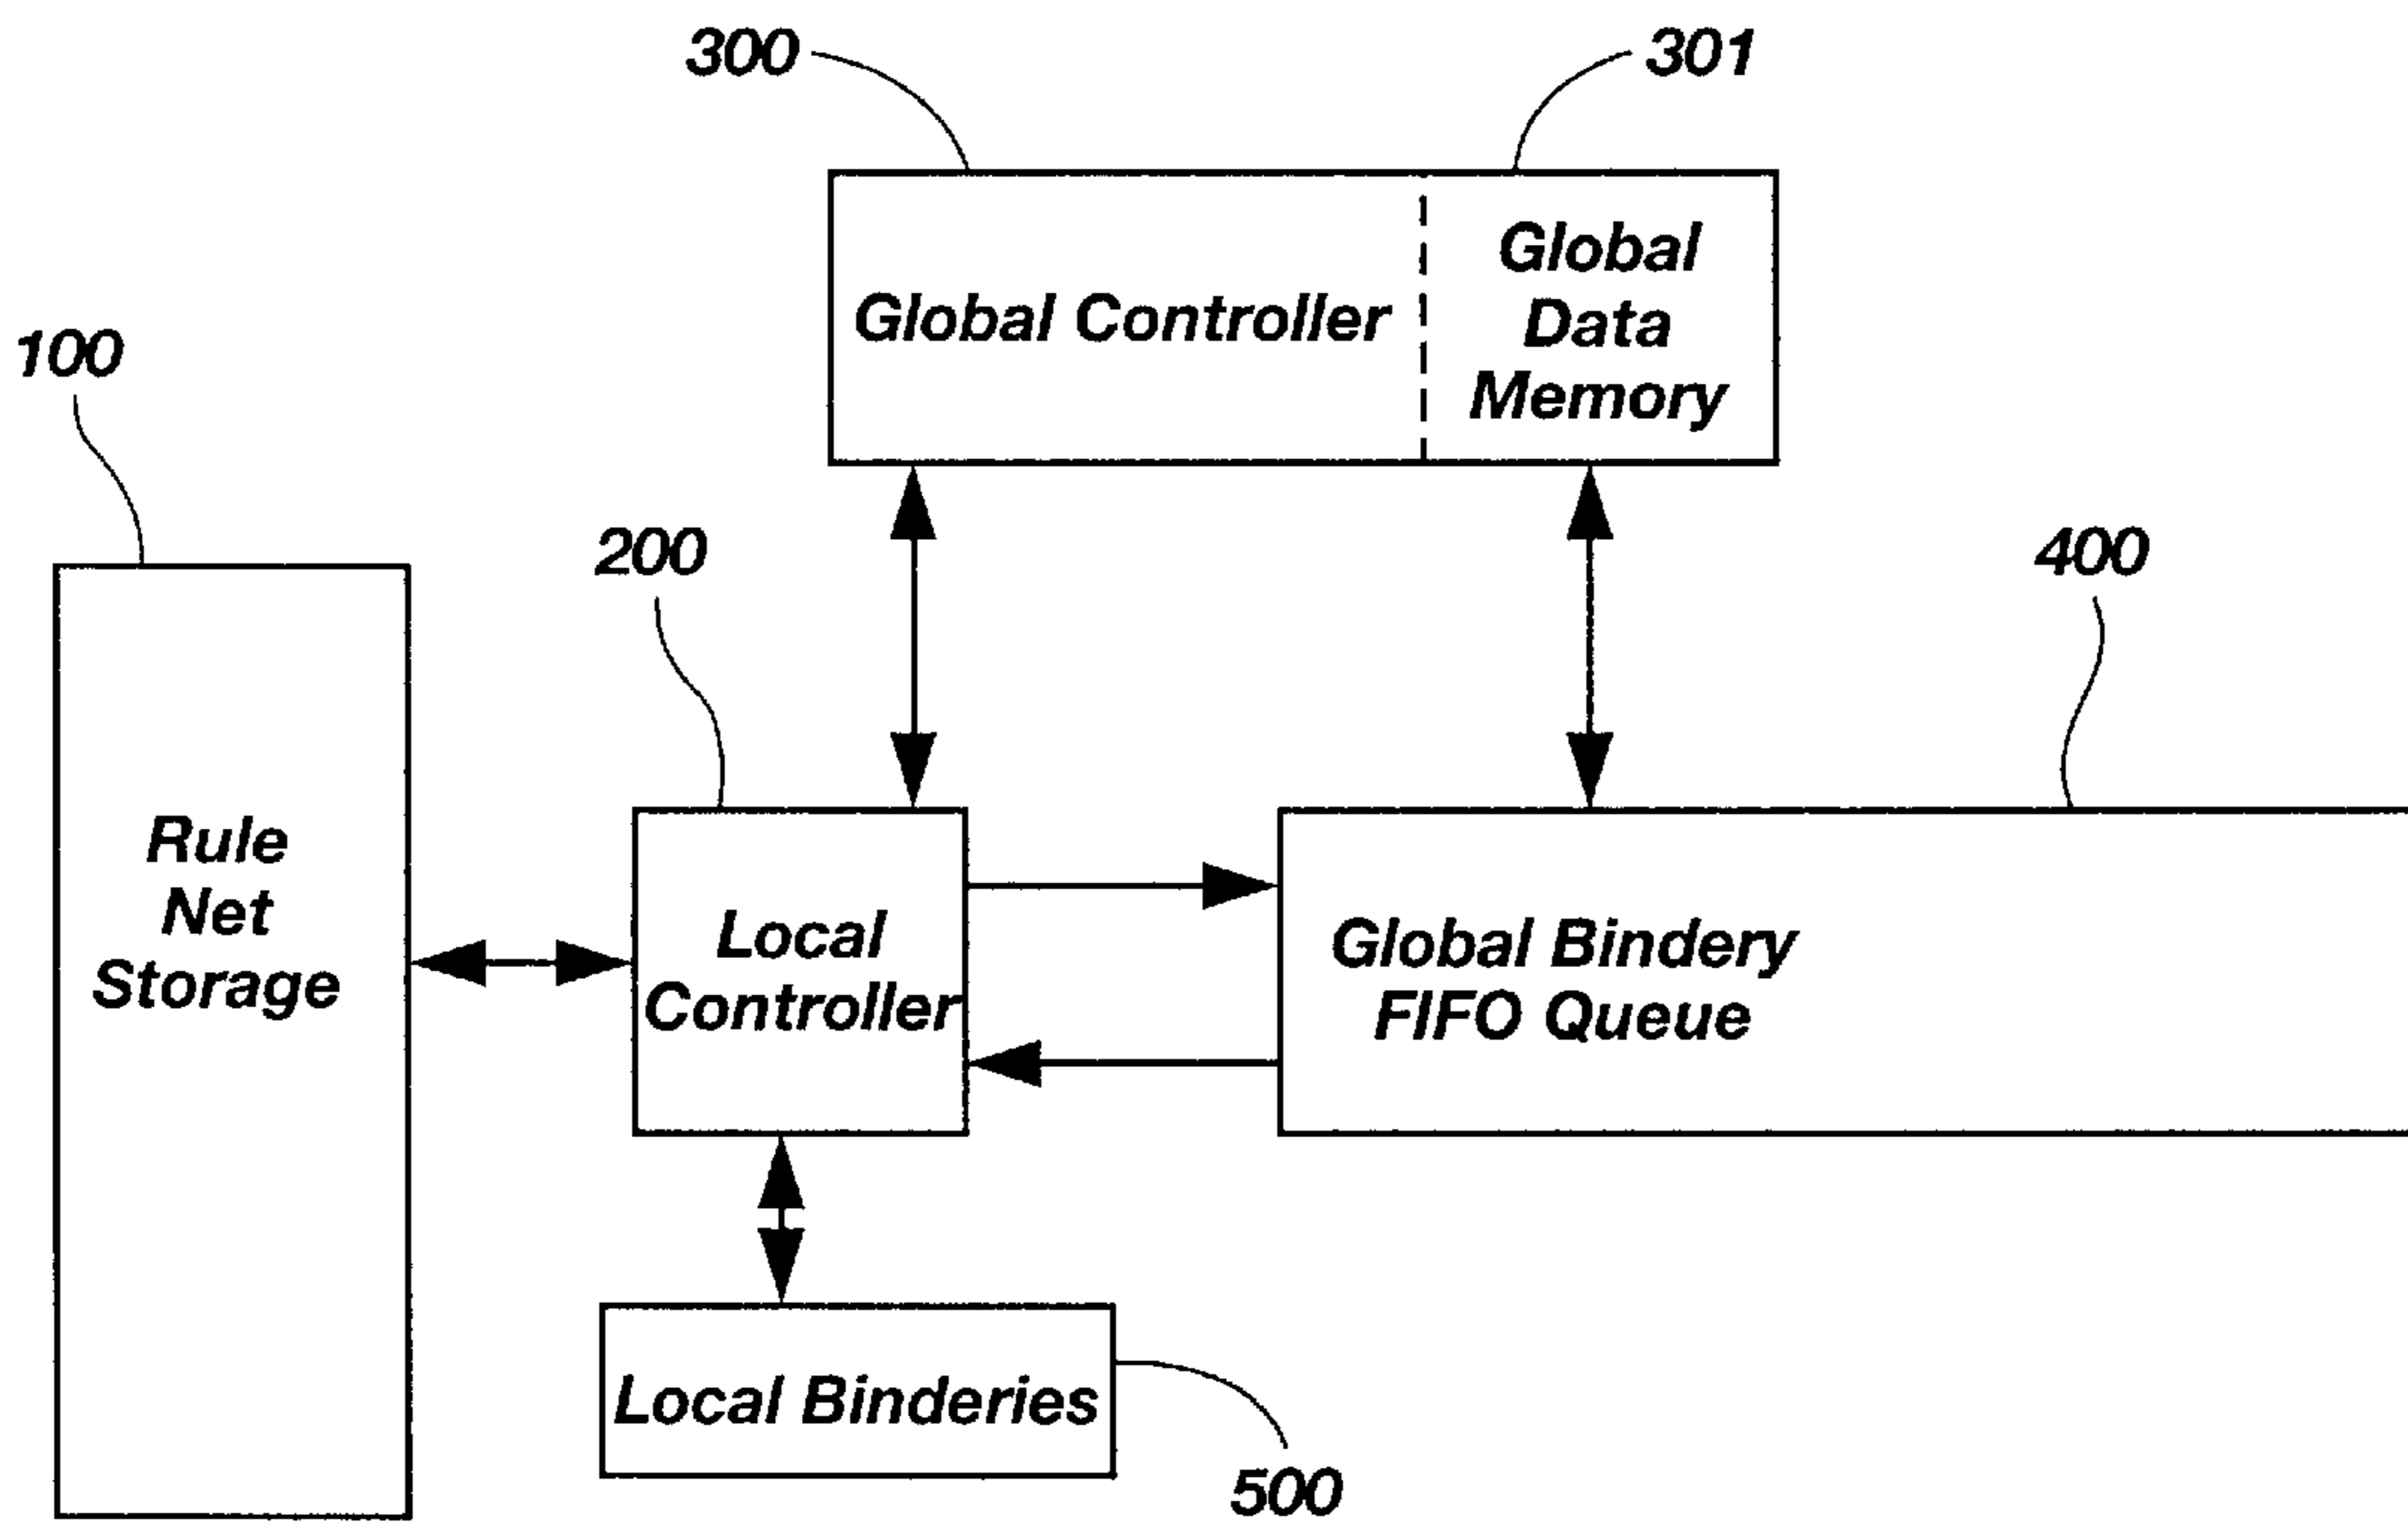 300
301
Global Controller
Global
Data
Memory
100
200
400
Rule
Net
Storage
Local
Controller
Global Bindery
FIFO Queue
Local Binderies
500